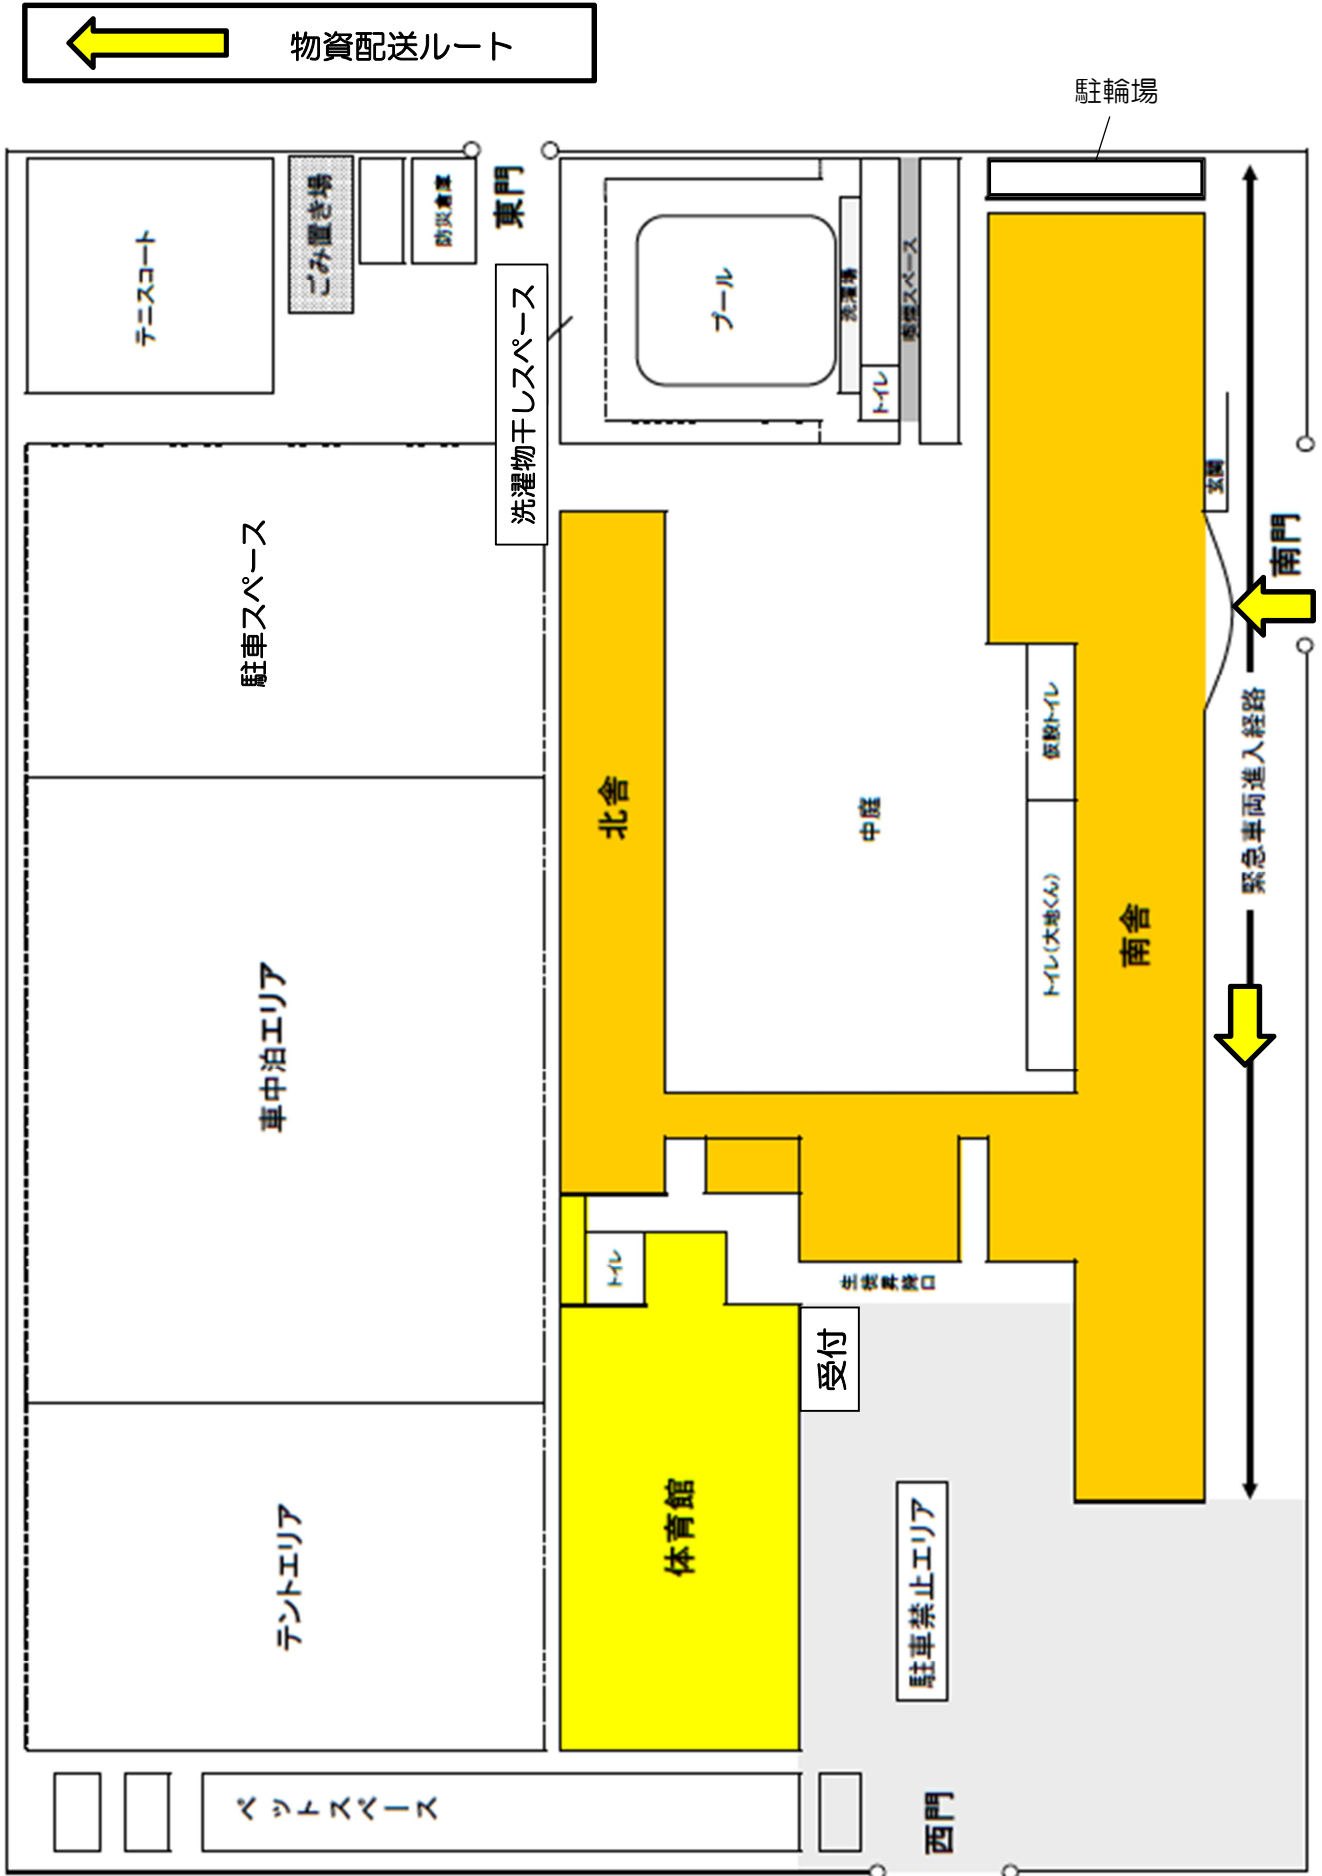 物資配送ルート
駐輪場
東門
防災倉庫
ごみ置き場
テニスコート
洗濯物干しスペース
プール
洗濯場
トイレ
喫煙スペース
玄関
南門
駐車スペース
北舎
中庭
仮設トイレ
トイレ(大地くん)
南舎
緊急車両進入経路
車中泊エリア
トイレ
生徒昇降口
受付
体育館
テントエリア
駐車禁止エリア
ペットスペース
西門